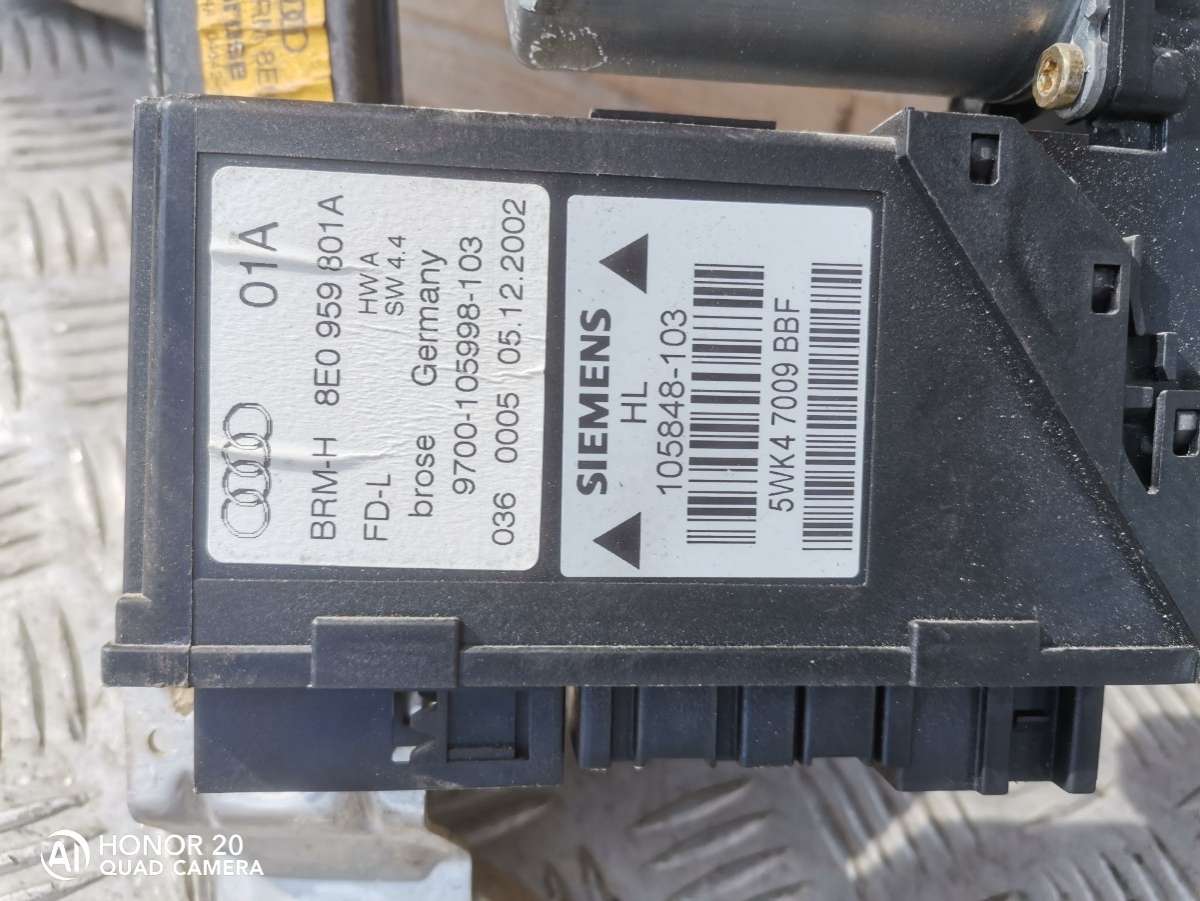 01A
BRM-H 8E0 959 801A
FD-L HW A
SW 4.4
brose Germany
9700-105998-103
036 0005 05.12.2002
SIEMENS
HL
105848-103
5WK4 7009 BBF
HONOR 20
QUAD CAMERA